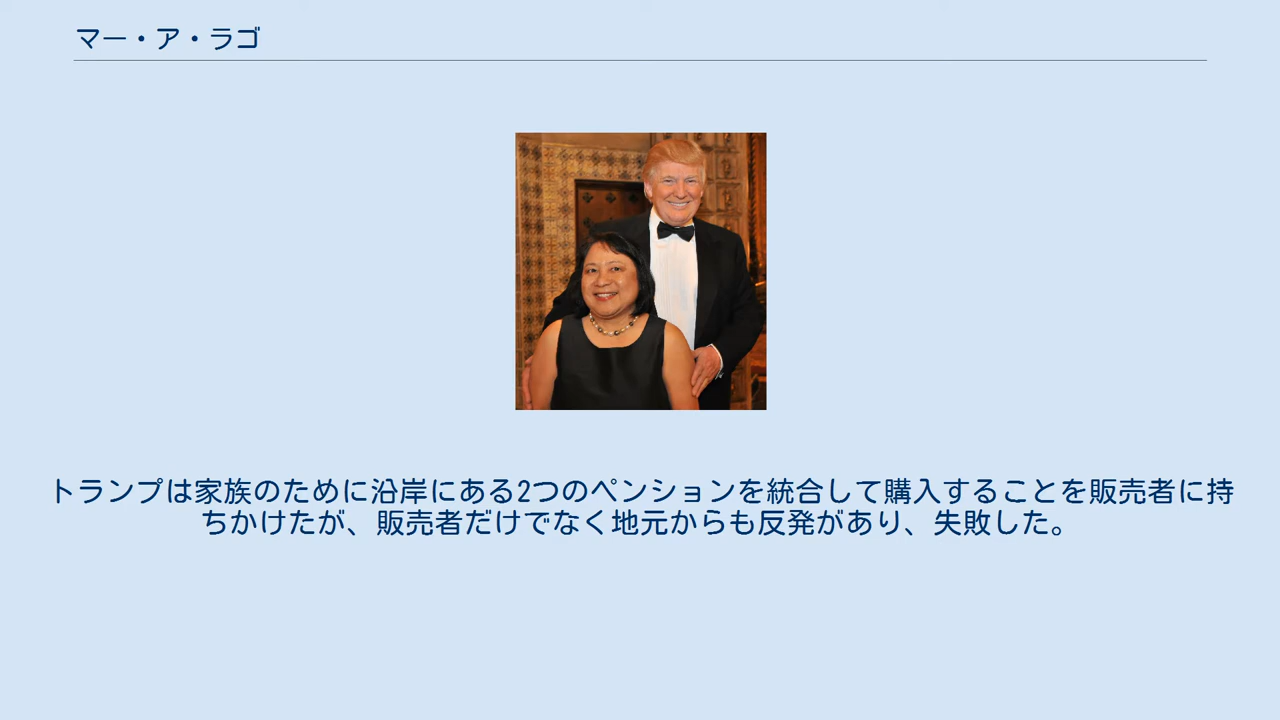 マー・ア・ラゴ
トランプは家族のために沿岸にある2つのペンションを統合して購入することを販売者に持
ちかけたが、販売者だけでなく地元からも反発があり、失敗した。